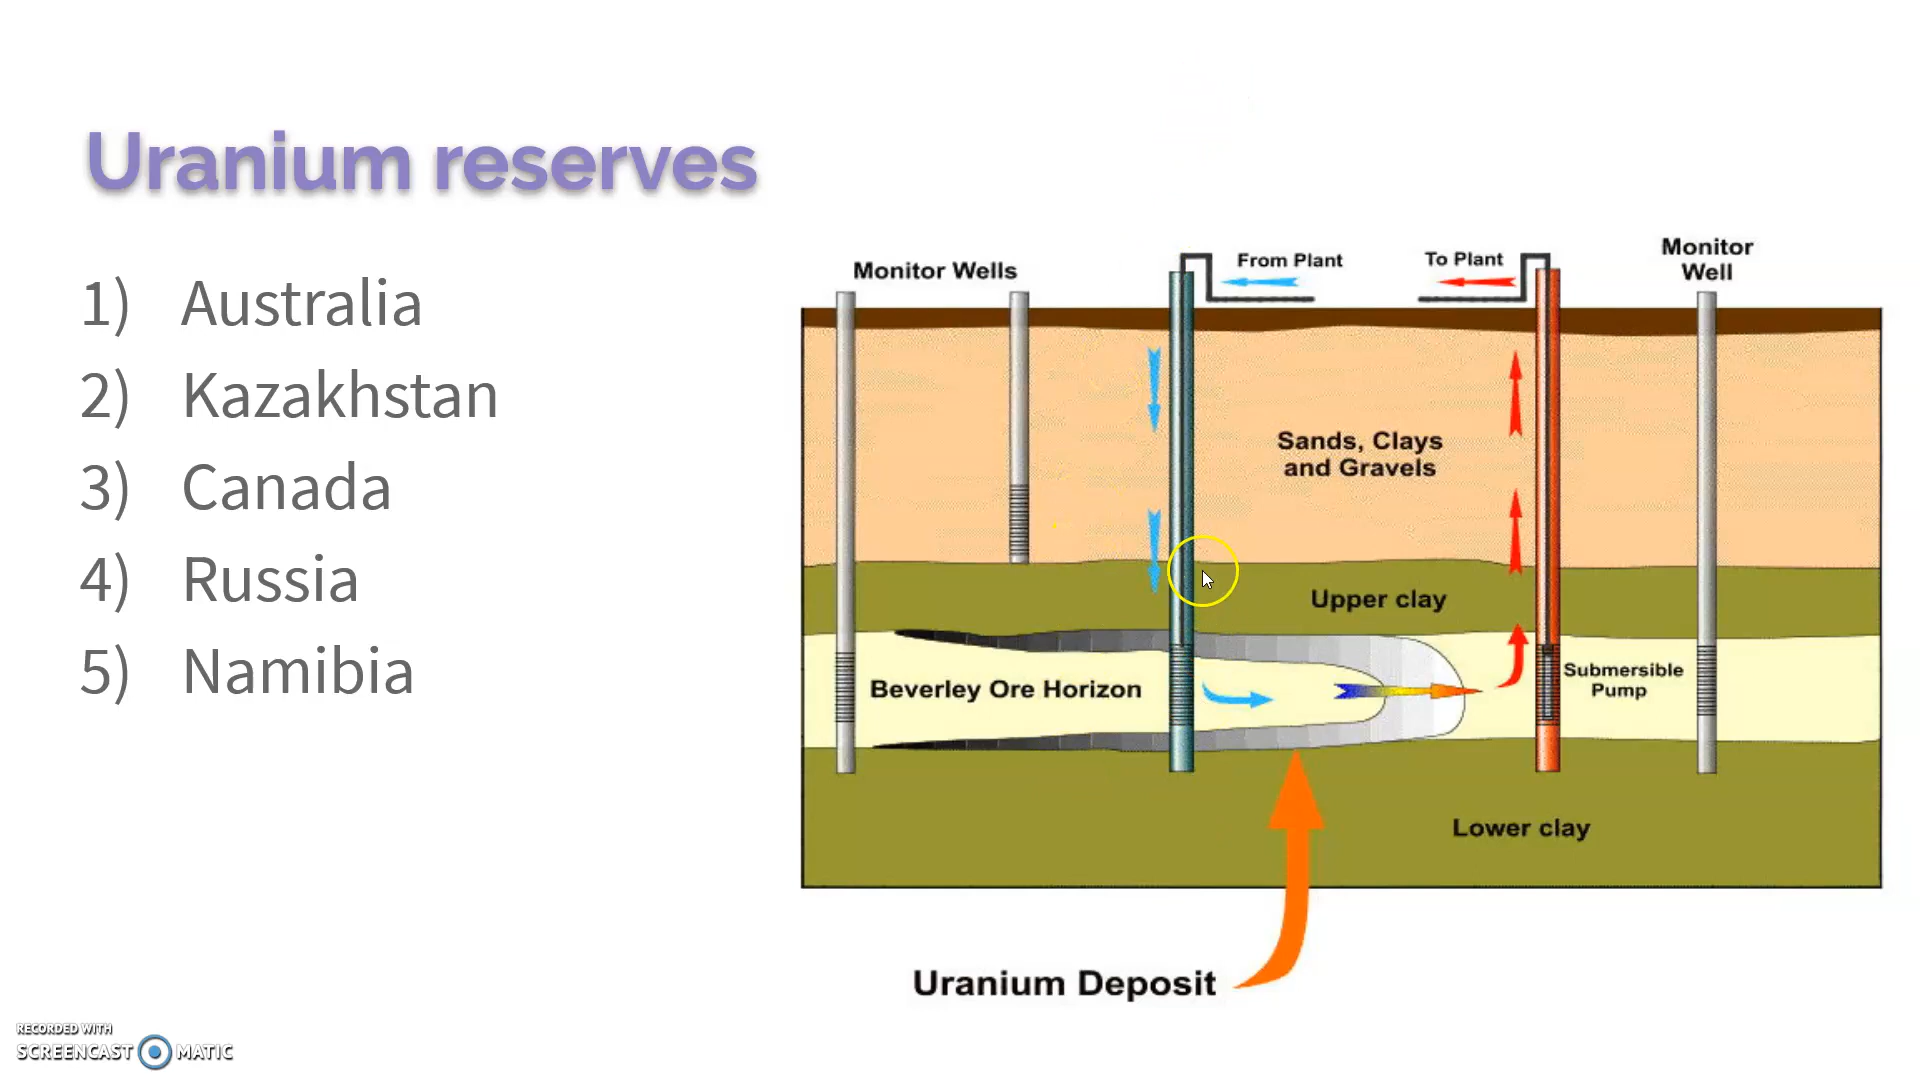 Uranium reserves
1) Australia
2) Kazakhstan
3) Canada
4) Russia
5) Namibia
Monitor Wells
From Plant
To Plant
Monitor
Well
Sands, Clays
and Gravels
Upper clay
Beverley Ore Horizon
Submersible
Pump
Lower clay
Uranium Deposit
RECORDED WITH
SCREENCAST MATIC